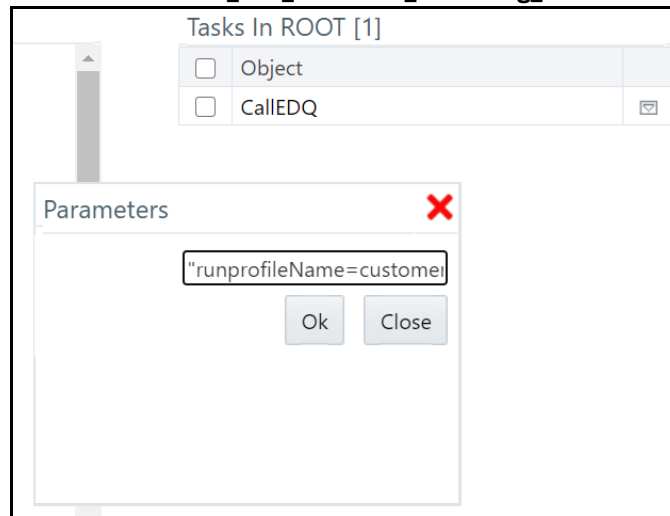 Tasks In ROOT [1]
Object
CallEDQ
Parameters
"runprofileName=customer
Ok Close